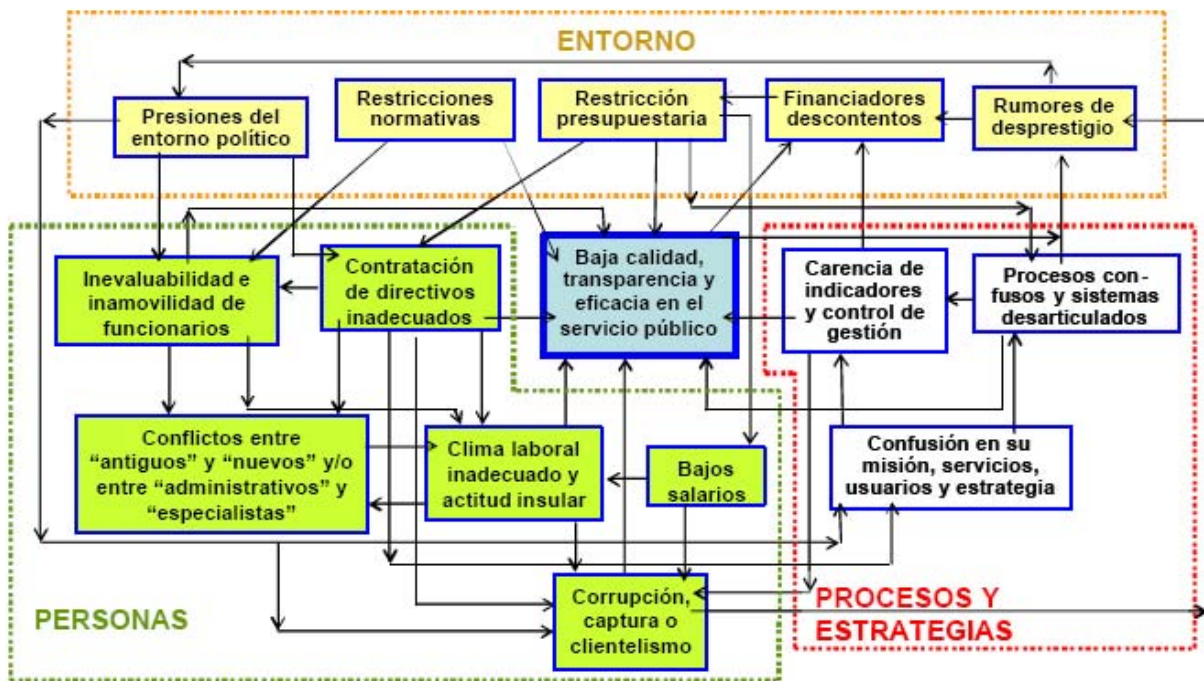 ENTORNO
Presiones del
entorno político
Restricciones
normativas
Restricción
presupuestaria
Financiadores
descontentos
Rumores de
desprestigio
Inevaluabilidad e
inamovilidad de
funcionarios
Contratación
de directivos
inadecuados
Baja calidad,
transparencia y
eficacia en el
servicio público
Carencia de
indicadores
y control de
gestión
Procesos con-
fusos y sistemas
desarticulados
Conflictos entre
“antiguos” y “nuevos” y/o
entre “administrativos” y
“especialistas”
Clima laboral
inadecuado y
actitud insular
Bajos
salarios
Confusión en su
misión, servicios,
usuarios y estrategia
PERSONAS
Corrupción,
captura o
clientelismo
PROCESOS Y
ESTRATEGIAS